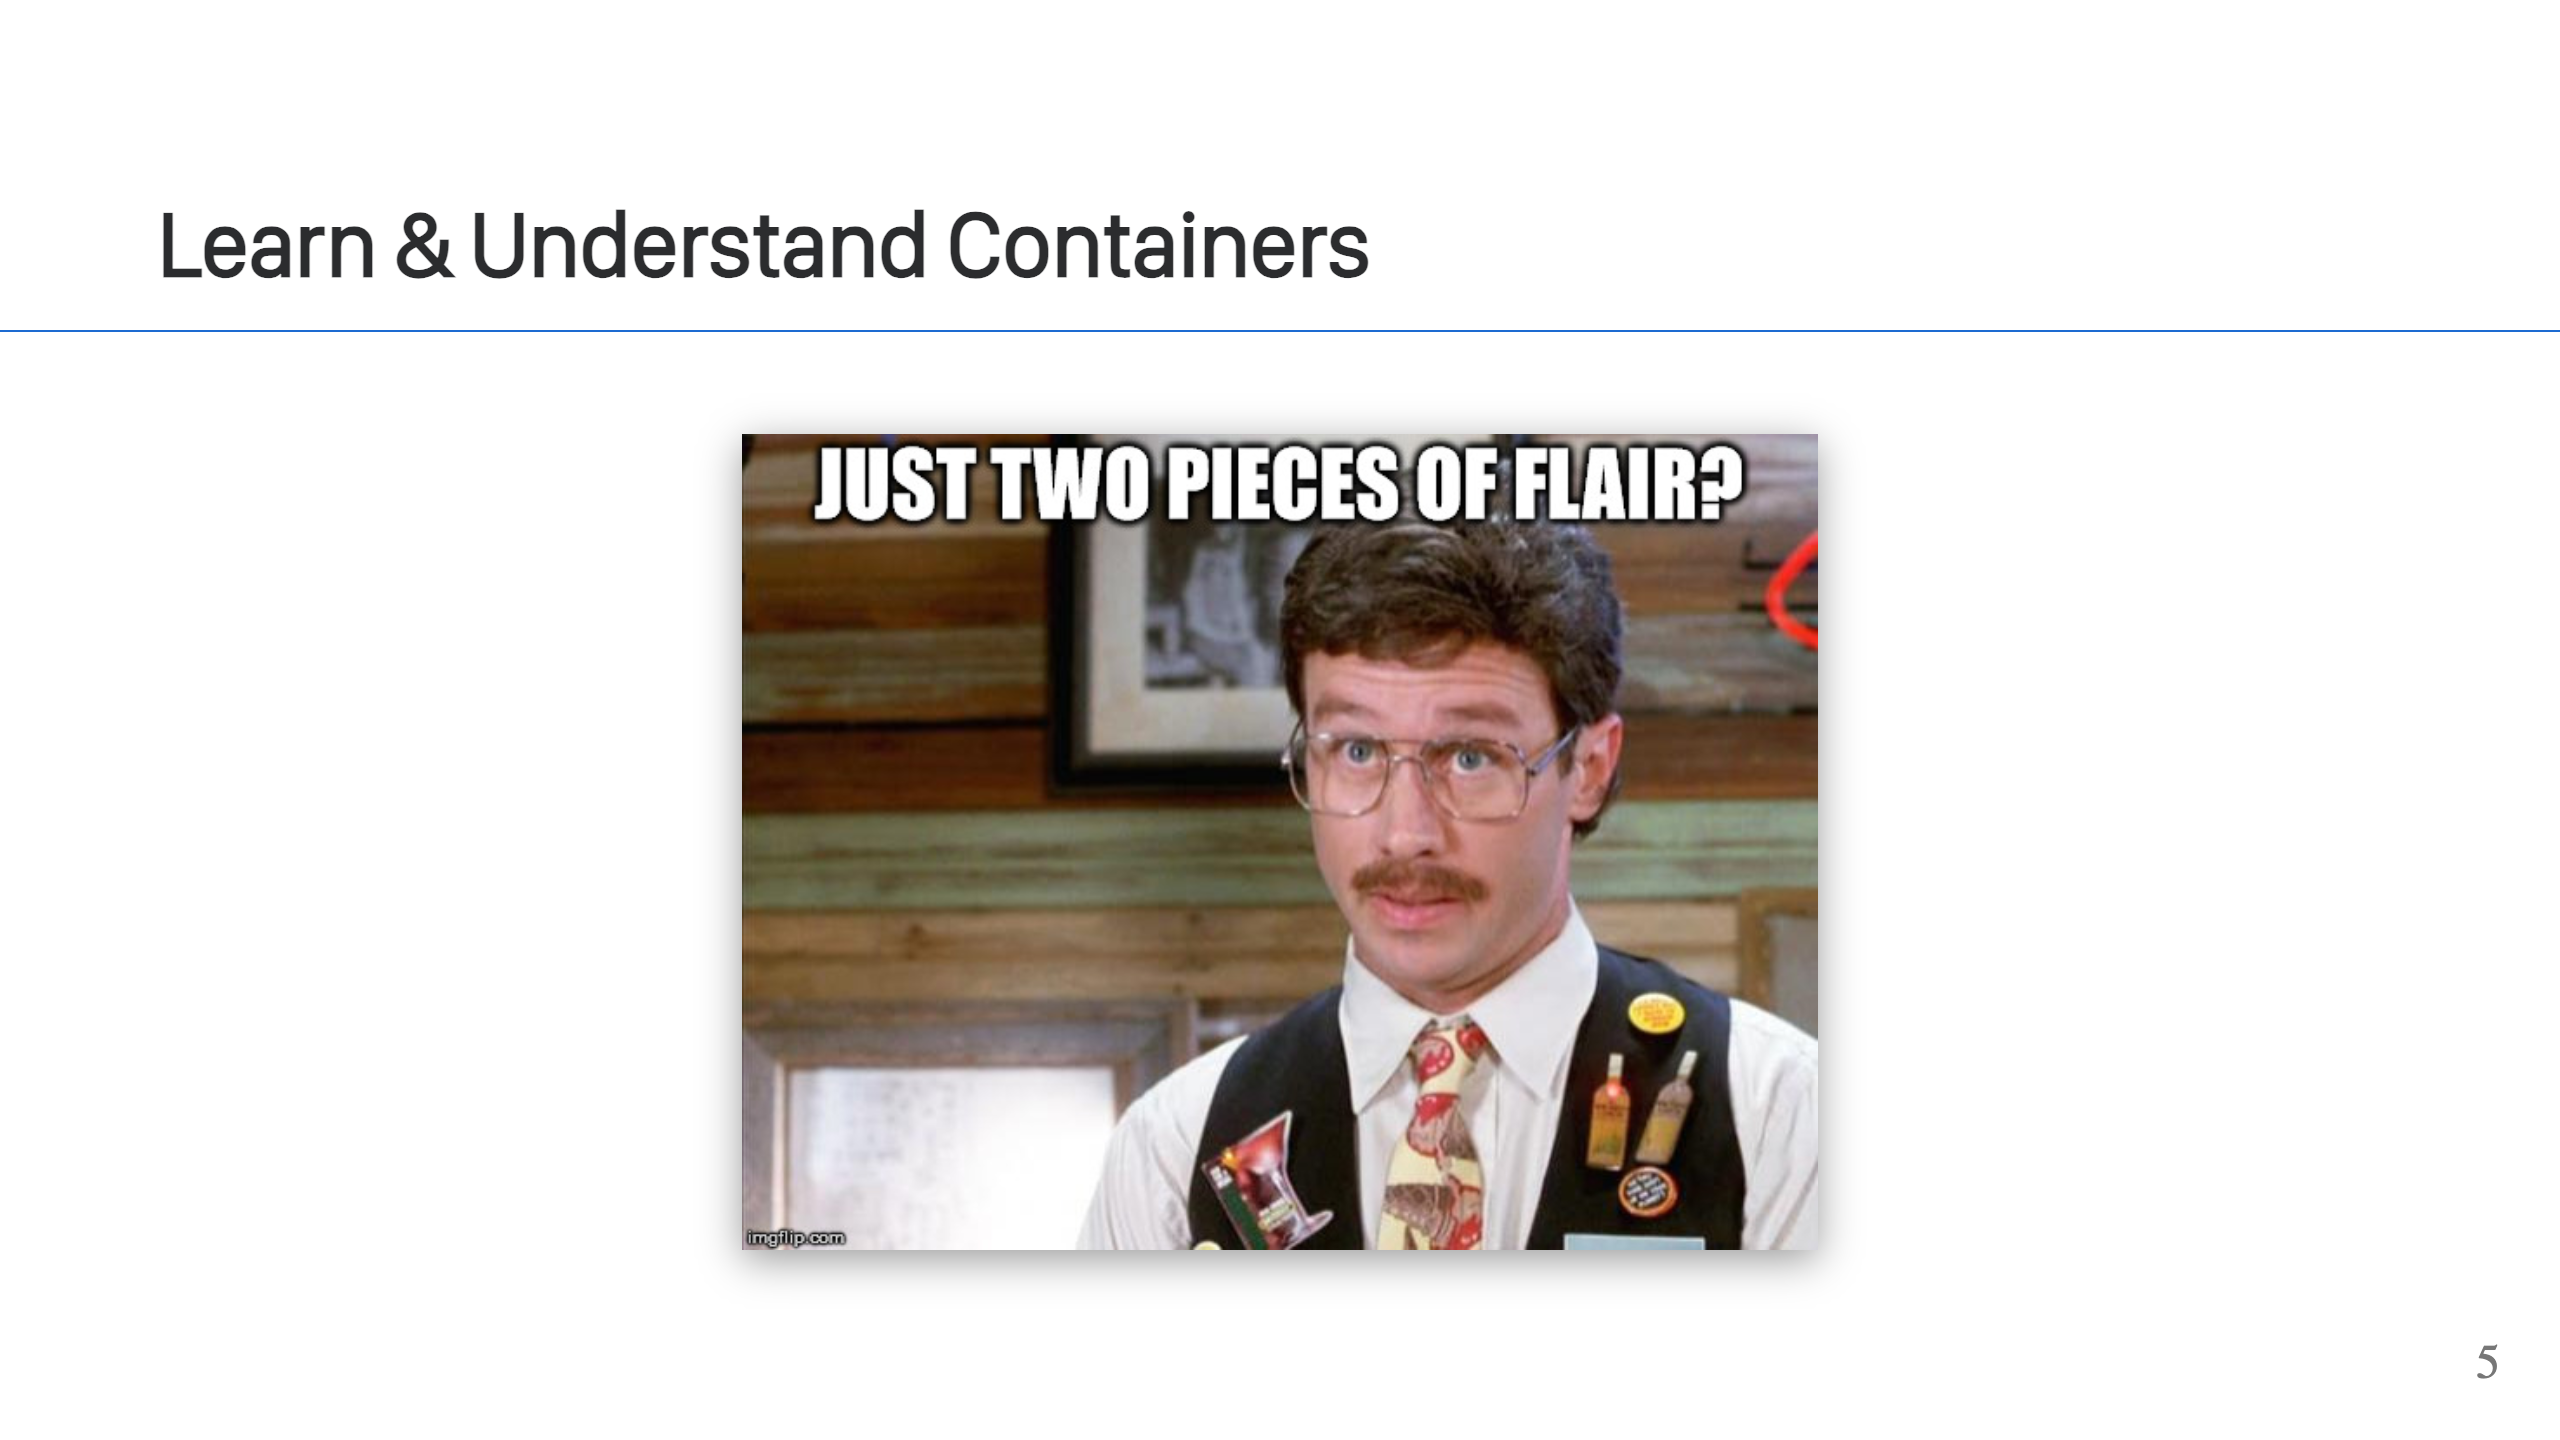 Learn & Understand Containers
JUST TWO PIECES OF FLAIR?
imgflip.com
5